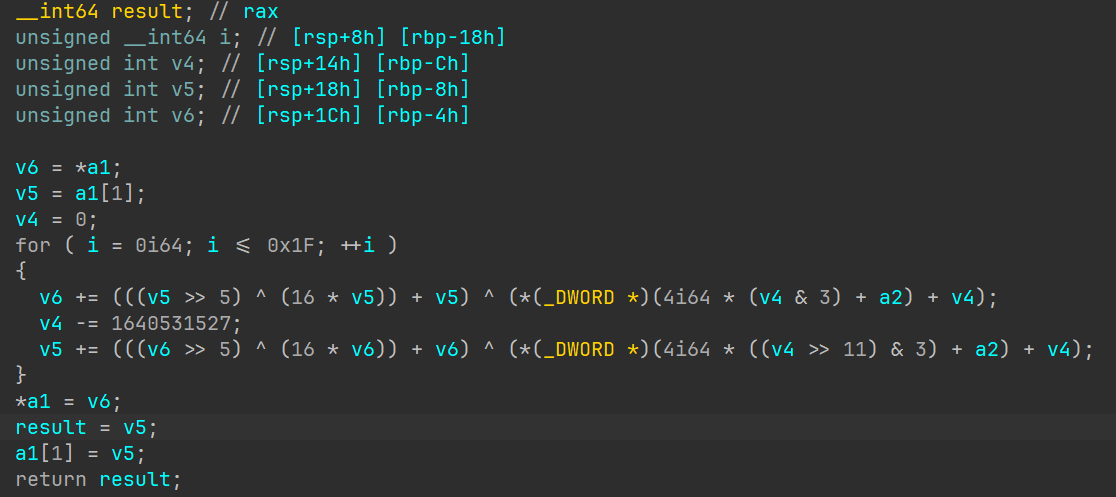 __int64 result; // rax
unsigned __int64 i; // [rsp+8h] [rbp-18h]
unsigned int v4; // [rsp+14h] [rbp-Ch]
unsigned int v5; // [rsp+18h] [rbp-8h]
unsigned int v6; // [rsp+1Ch] [rbp-4h]

v6 = *a1;
v5 = a1[1];
v4 = 0;
for ( i = 0i64; i <= 0x1F; ++i )
{
  v6 += (((v5 >> 5) ^ (16 * v5)) + v5) ^ (*(_DWORD *)(4i64 * (v4 & 3) + a2) + v4);
  v4 -= 1640531527;
  v5 += (((v6 >> 5) ^ (16 * v6)) + v6) ^ (*(_DWORD *)(4i64 * ((v4 >> 11) & 3) + a2) + v4);
}
*a1 = v6;
result = v5;
a1[1] = v5;
return result;